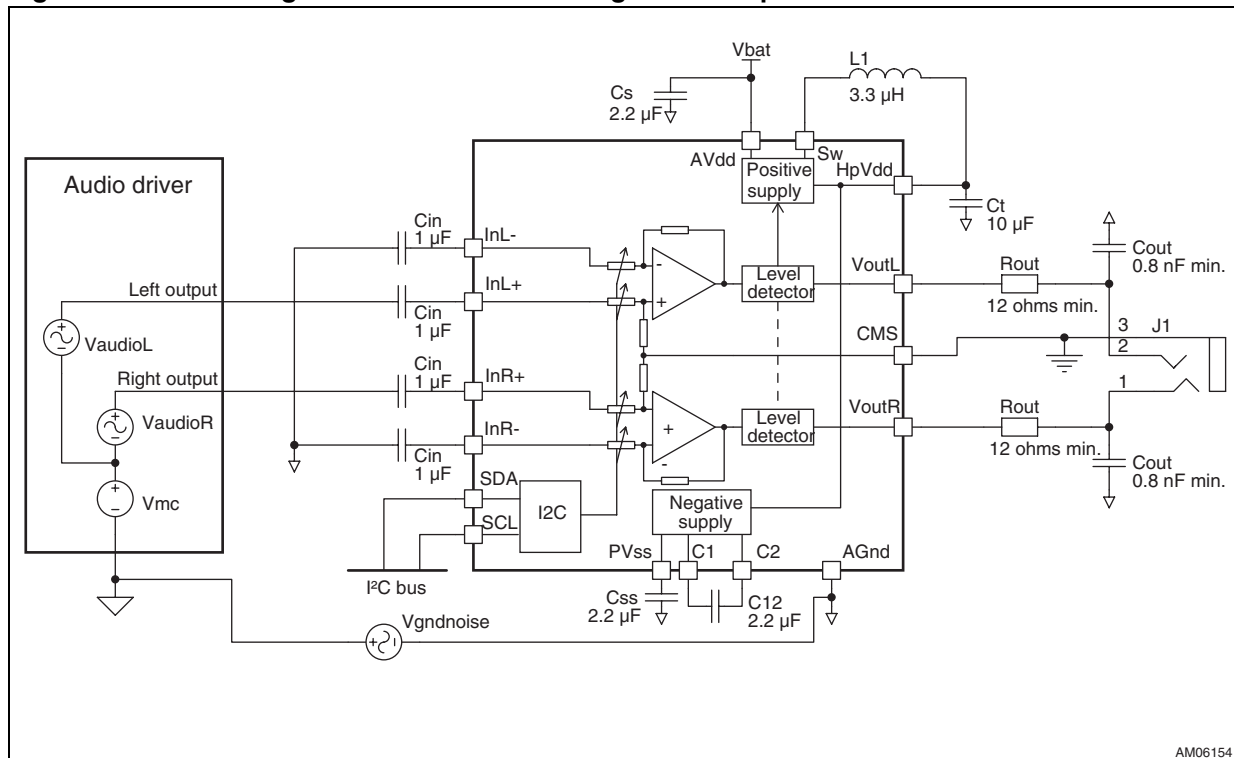 Vbat
L1
3.3 µH
Cs
2.2 µF
AVdd
Sw
Positive
supply
HpVdd
Ct
10 µF
Audio driver
Cin
1 µF
InL-
-
Level
detector
VoutL
Rout
12 ohms min.
Cout
0.8 nF min.
Left output
InL+
+
Cin
1 µF
VaudioL
CMS
3
J1
2
Right output
Cin
1 µF
InR+
1
VaudioR
+
Level
detector
VoutR
Rout
12 ohms min.
InR-
-
Cin
1 µF
Cout
0.8 nF min.
Vmc
SDA
I2C
SCL
Negative
supply
PVss
C1
C2
AGnd
I²C bus
Css
2.2 µF
C12
2.2 µF
Vgndnoise
AM06154